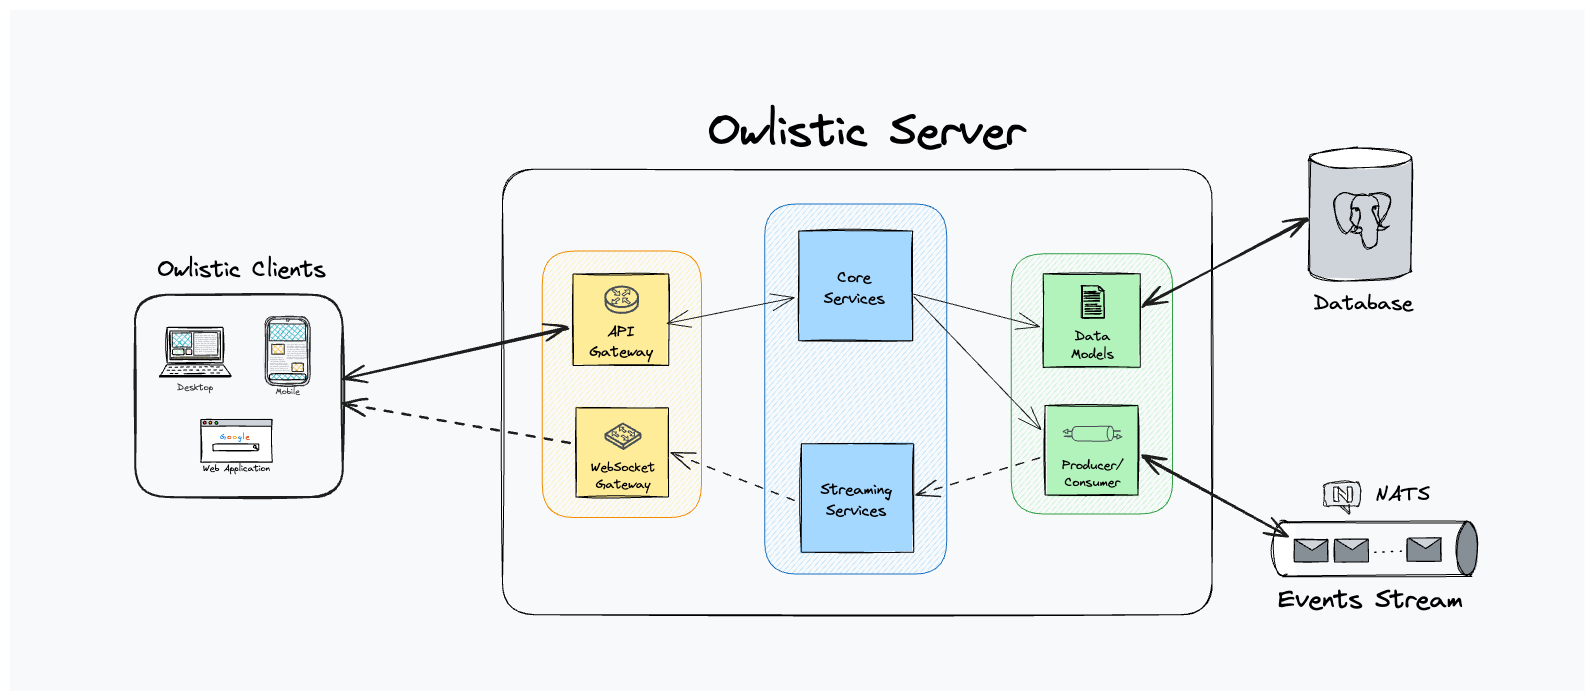 Owlistic Server
Owlistic Clients
Desktop
Mobile
Google
Web Application
API
Gateway
WebSocket
Gateway
Core
Services
Streaming
Services
Data
Models
Producer/
Consumer
Database
N
NATS
Events Stream